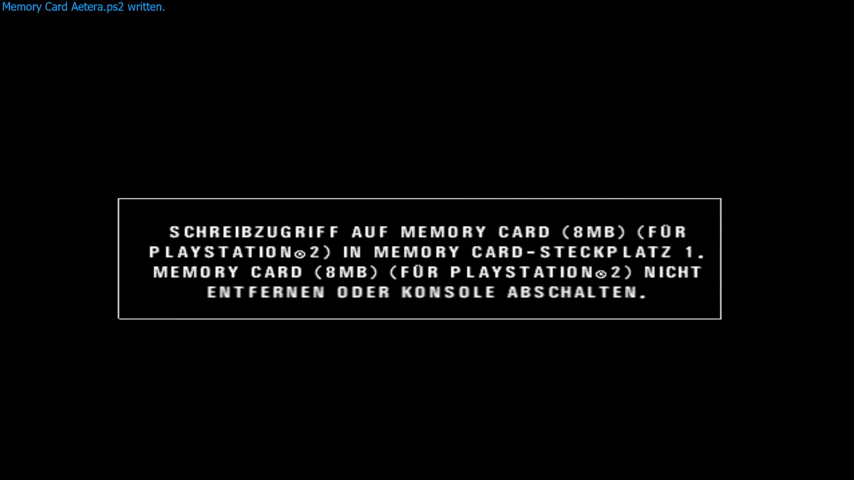 Memory Card Aetera.ps2 written.
SCHREIBZUGRIFF AUF MEMORY CARD (8MB) (FÜR
PLAYSTATION®2) IN MEMORY CARD-STECKPLATZ 1.
MEMORY CARD (8MB) (FÜR PLAYSTATION®2) NICHT
ENTFERNEN ODER KONSOLE ABSCHALTEN.